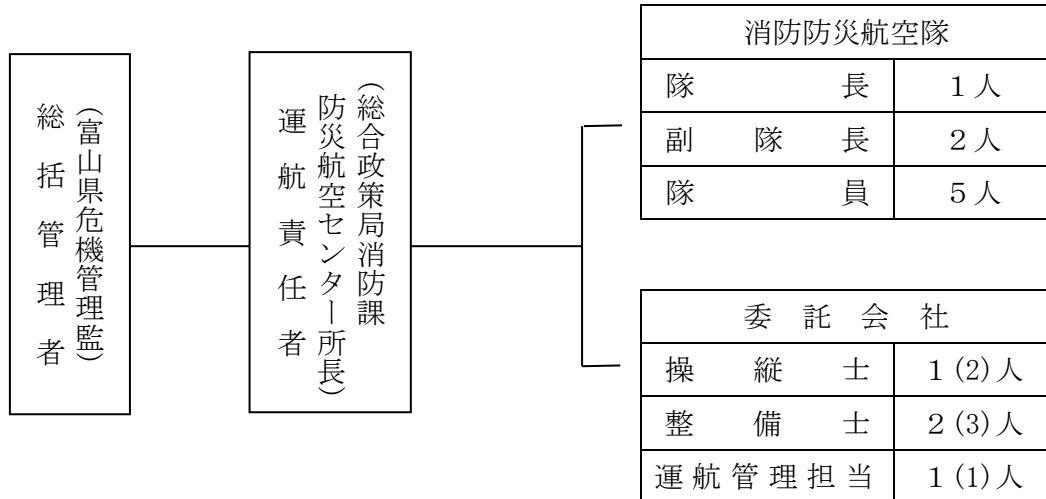 総括管理者
(富山県危機管理監)
運航責任者
(総合政策局消防課
防災航空センター所長)
消防防災航空隊
隊長 1人
副隊長 2人
隊員 5人
委託会社
操縦士 1(2)人
整備士 2(3)人
運航管理担当 1(1)人